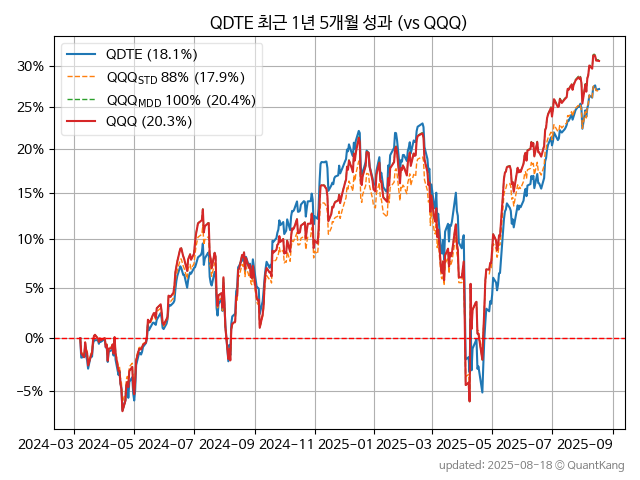 QDTE 최근 1년 5개월 성과 (vs QQQ)
QDTE (18.1%)
QQQSTD 88% (17.9%)
QQQMDD 100% (20.4%)
QQQ (20.3%)
30%
25%
20%
15%
10%
5%
0%
−5%
2024-03 2024-05 2024-07 2024-09 2024-11 2025-01 2025-03 2025-05 2025-07 2025-09
updated: 2025-08-18 © QuantKang